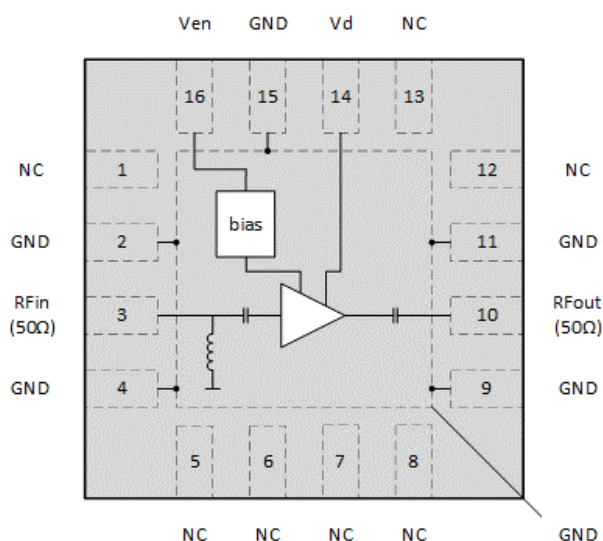 Ven GND Vd NC
16 15 14 13
NC 1 12 NC
bias
GND 2 11 GND
RFin 3 10 RFout
(50Ω) (50Ω)
GND 4 9 GND
5 6 7 8
NC NC NC NC GND